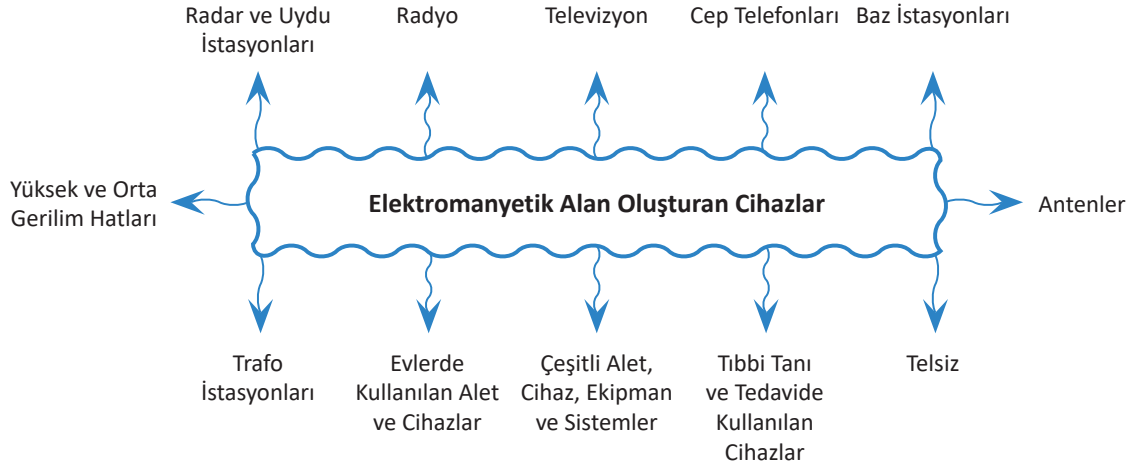 Radar ve Uydu
İstasyonları
Radyo
Televizyon
Cep Telefonları
Baz İstasyonları
Yüksek ve Orta
Gerilim Hatları
Elektromanyetik Alan Oluşturan Cihazlar
Antenler
Trafo
İstasyonları
Evlerde
Kullanılan Alet
ve Cihazlar
Çeşitli Alet,
Cihaz, Ekipman
ve Sistemler
Tıbbi Tanı
ve Tedavide
Kullanılan
Cihazlar
Telsiz